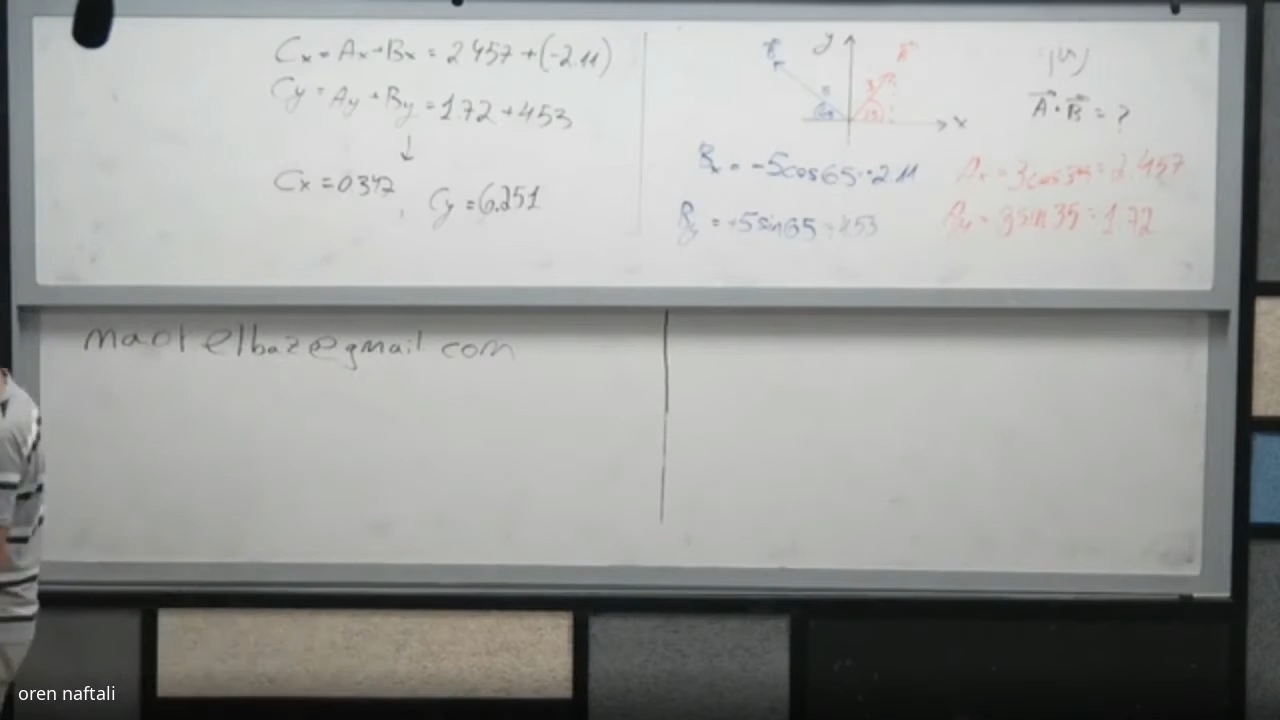 Cx = Ax + Bx = 2.457 + (-2.11)
Cy = Ay + By = 1.72 + 4.53
↓
Cx = 0.347, Cy = 6.251
y
x
נתון
A · B = ?
Bx = -5cos65 = -2.11
By = +5sin65 = 4.53
Ax = 3cos35 = 2.457
Ay = 3sin35 = 1.72
maorelbaz@gmail.com
oren naftali